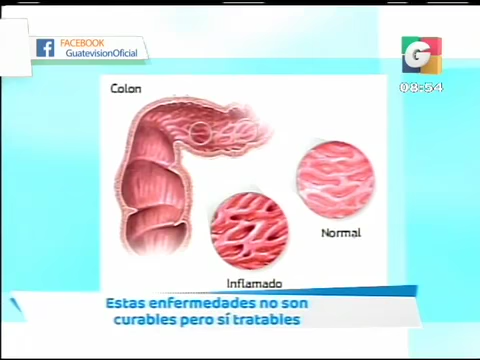 FACEBOOK
GuatevisionOficial
G
08:54
Colon
Normal
Inflamado
Estas enfermedades no son
curables pero sí tratables